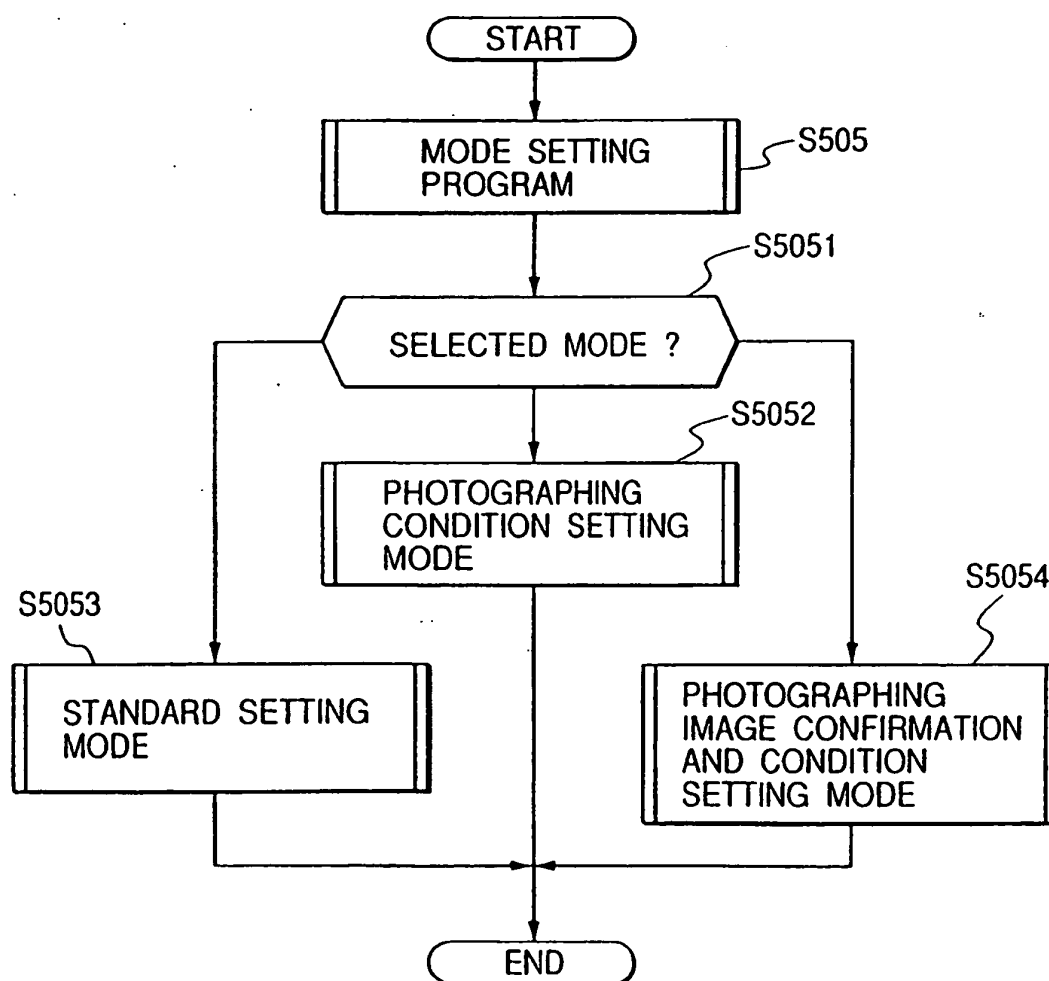 START
MODE SETTING
PROGRAM
S505
S5051
SELECTED MODE ?
S5052
PHOTOGRAPHING
CONDITION SETTING
MODE
S5053
STANDARD SETTING
MODE
S5054
PHOTOGRAPHING
IMAGE CONFIRMATION
AND CONDITION
SETTING MODE
END